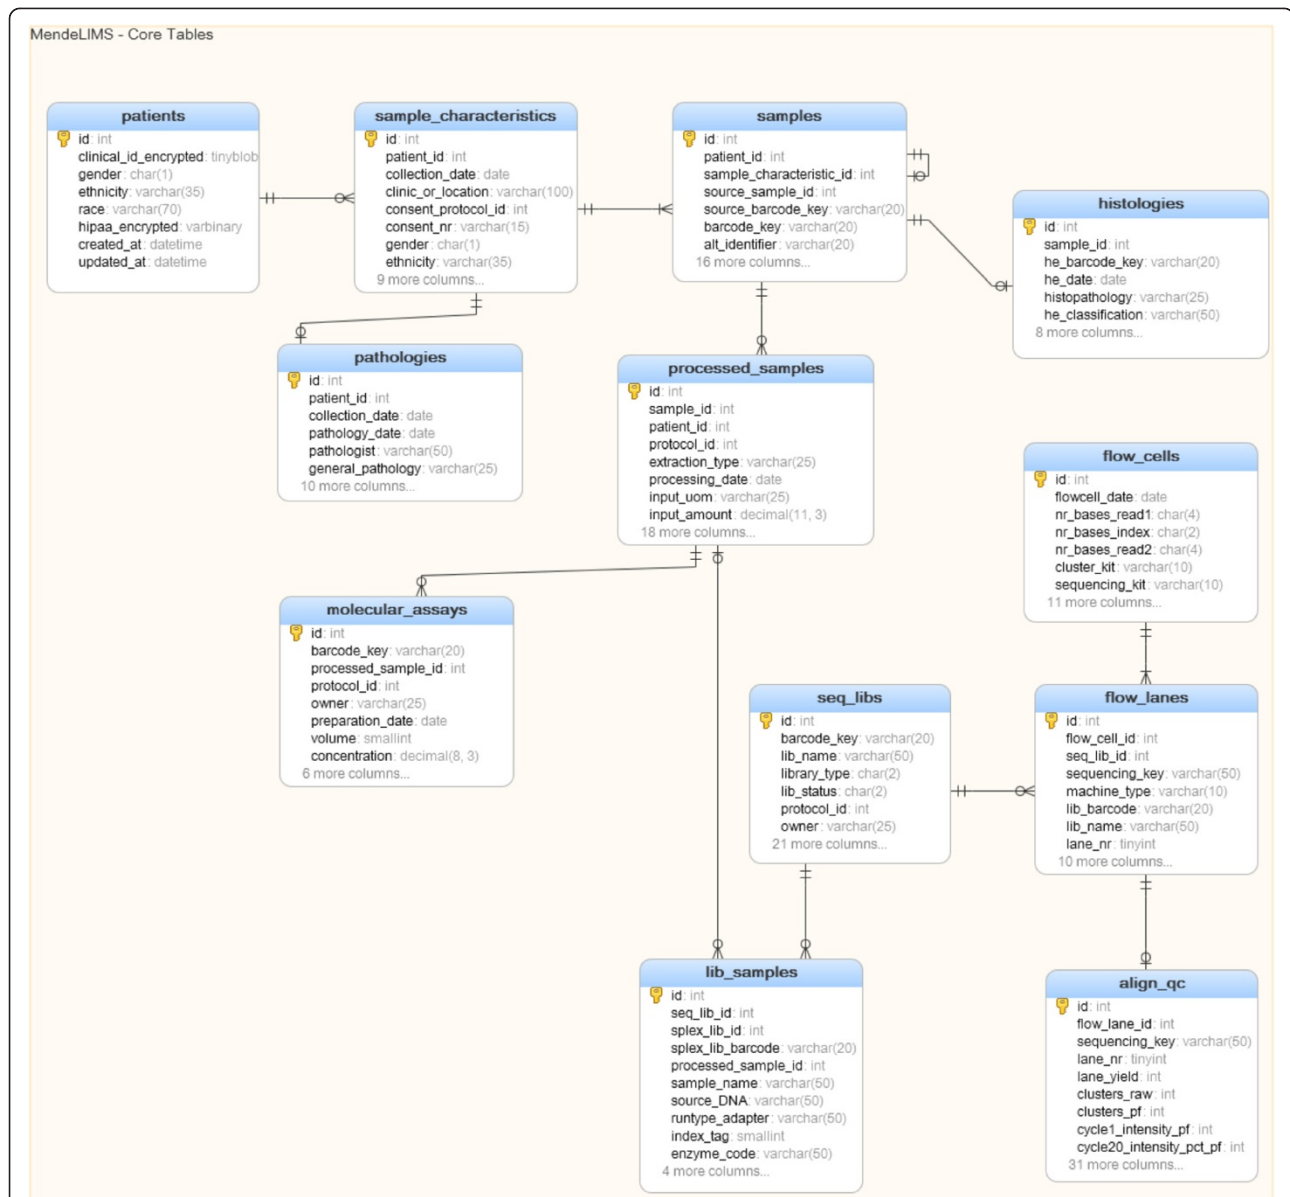 MendeLIMS - Core Tables
patients
id: int
clinical_id_encrypted: tinyblob
gender: char(1)
ethnicity: varchar(35)
race: varchar(70)
hipaa_encrypted: varbinary
created_at: datetime
updated_at: datetime
sample_characteristics
id: int
patient_id: int
collection_date: date
clinic_or_location: varchar(100)
consent_protocol_id: int
consent_nr: varchar(15)
gender: char(1)
ethnicity: varchar(35)
9 more columns...
samples
id: int
patient_id: int
sample_characteristic_id: int
source_sample_id: int
source_barcode_key: varchar(20)
barcode_key: varchar(20)
alt_identifier: varchar(20)
16 more columns...
histologies
id: int
sample_id: int
he_barcode_key: varchar(20)
he_date: date
histopathology: varchar(25)
he_classification: varchar(50)
8 more columns...
pathologies
id: int
patient_id: int
collection_date: date
pathology_date: date
pathologist: varchar(50)
general_pathology: varchar(25)
10 more columns...
processed_samples
id: int
sample_id: int
patient_id: int
protocol_id: int
extraction_type: varchar(25)
processing_date: date
input_uom: varchar(25)
input_amount: decimal(11, 3)
18 more columns...
flow_cells
id: int
flowcell_date: date
nr_bases_read1: char(4)
nr_bases_index: char(2)
nr_bases_read2: char(4)
cluster_kit: varchar(10)
sequencing_kit: varchar(10)
11 more columns...
molecular_assays
id: int
barcode_key: varchar(20)
processed_sample_id: int
protocol_id: int
owner: varchar(25)
preparation_date: date
volume: smallint
concentration: decimal(8, 3)
6 more columns...
seq_libs
id: int
barcode_key: varchar(20)
lib_name: varchar(50)
library_type: char(2)
lib_status: char(2)
protocol_id: int
owner: varchar(25)
21 more columns...
flow_lanes
id: int
flow_cell_id: int
seq_lib_id: int
sequencing_key: varchar(50)
machine_type: varchar(10)
lib_barcode: varchar(20)
lib_name: varchar(50)
lane_nr: tinyint
10 more columns...
lib_samples
id: int
seq_lib_id: int
splex_lib_id: int
splex_lib_barcode: varchar(20)
processed_sample_id: int
sample_name: varchar(50)
source_DNA: varchar(50)
runtype_adapter: varchar(50)
index_tag: smallint
enzyme_code: varchar(50)
4 more columns...
align_qc
id: int
flow_lane_id: int
sequencing_key: varchar(50)
lane_nr: tinyint
lane_yield: int
clusters_raw: int
clusters_pf: int
cycle1_intensity_pf: int
cycle20_intensity_pct_pf: int
31 more columns...